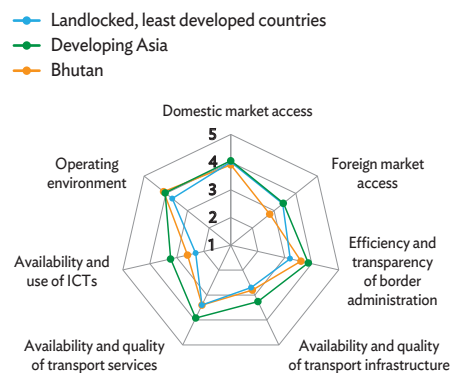 Landlocked, least developed countries
Developing Asia
Bhutan
Domestic market access
5
4
3
2
1
Operating
environment
Foreign market
access
Availability and
use of ICTs
Efficiency and
transparency
of border
administration
Availability and quality
of transport services
Availability and quality
of transport infrastructure